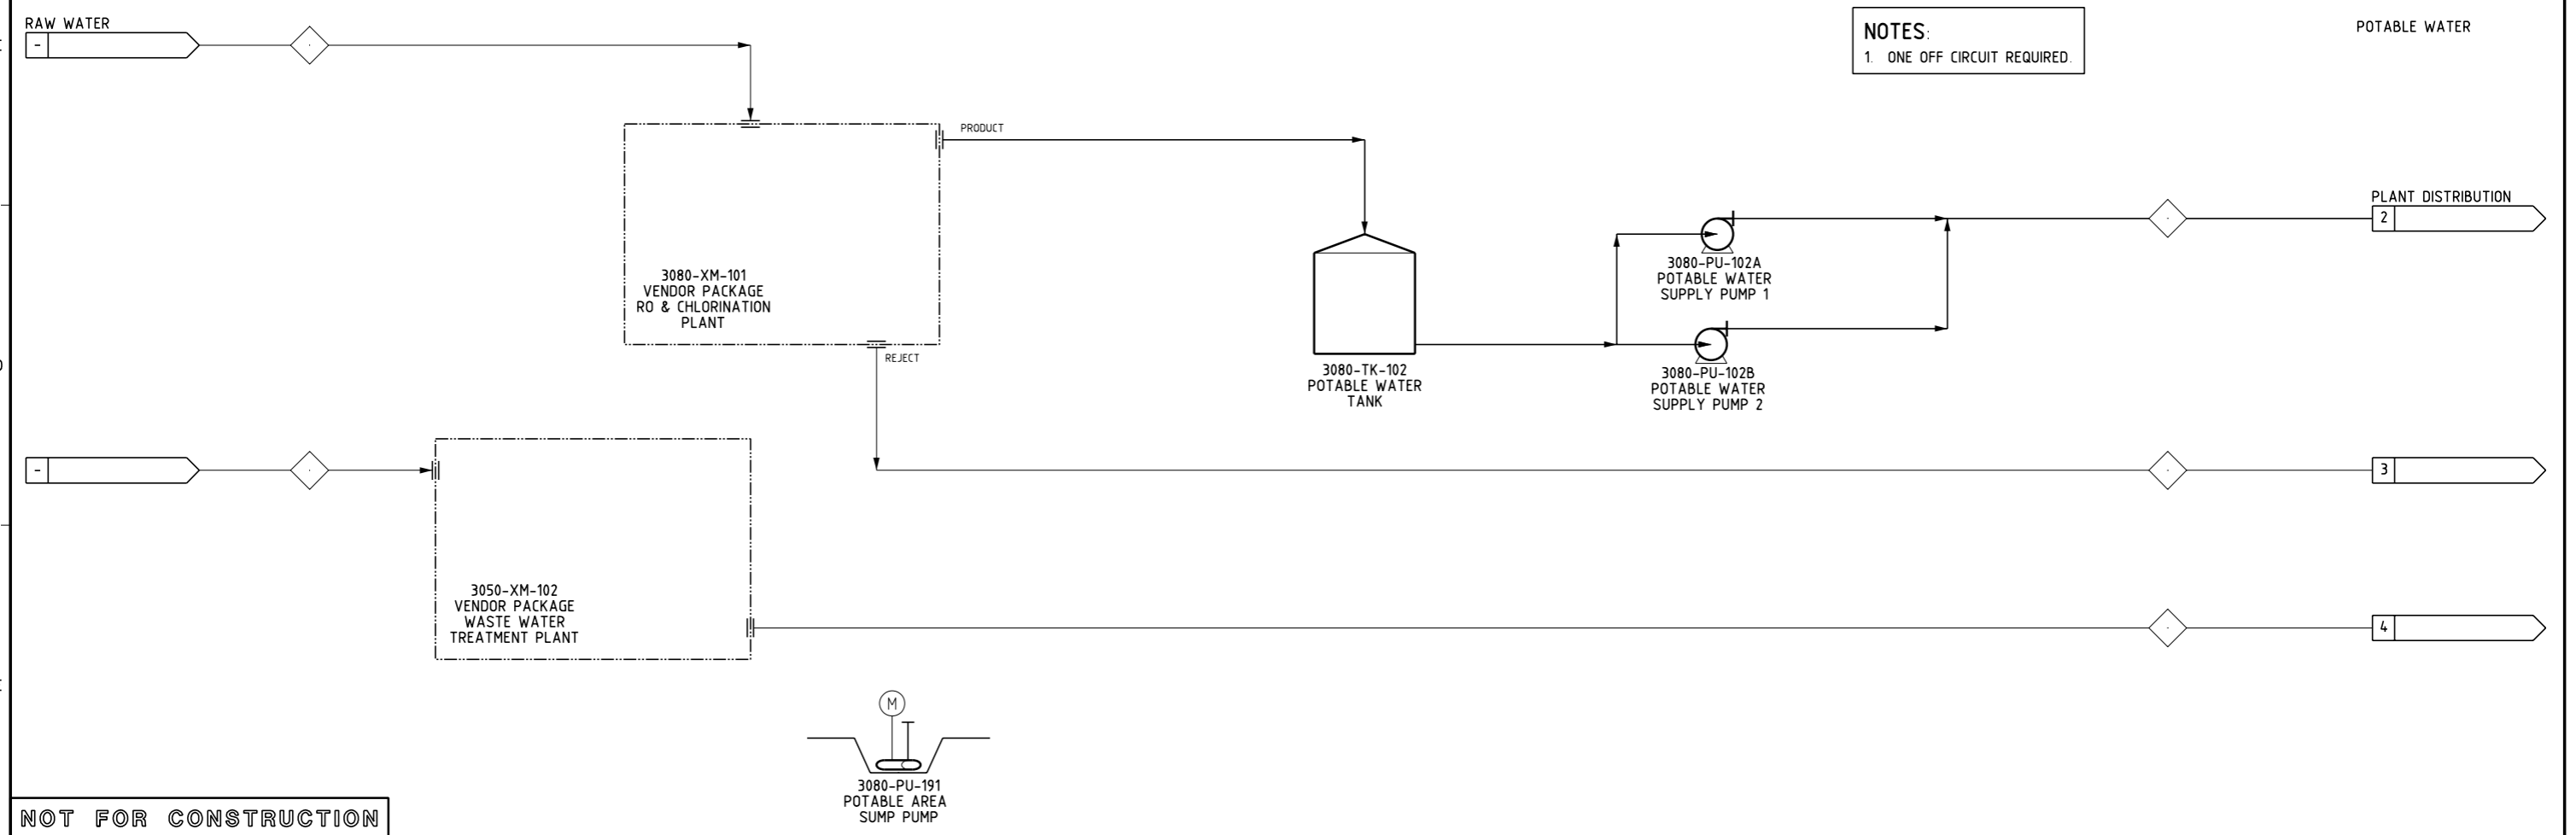 RAW WATER
-
NOTES:
1. ONE OFF CIRCUIT REQUIRED.
POTABLE WATER
PRODUCT
3080-XM-101
VENDOR PACKAGE
RO & CHLORINATION
PLANT
REJECT
3080-TK-102
POTABLE WATER
TANK
3080-PU-102A
POTABLE WATER
SUPPLY PUMP 1
3080-PU-102B
POTABLE WATER
SUPPLY PUMP 2
PLANT DISTRIBUTION
2
-
3
3050-XM-102
VENDOR PACKAGE
WASTE WATER
TREATMENT PLANT
4
M
3080-PU-191
POTABLE AREA
SUMP PUMP
NOT FOR CONSTRUCTION